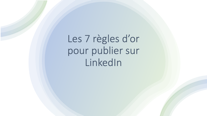 Les 7 règles d’or
pour publier sur
LinkedIn